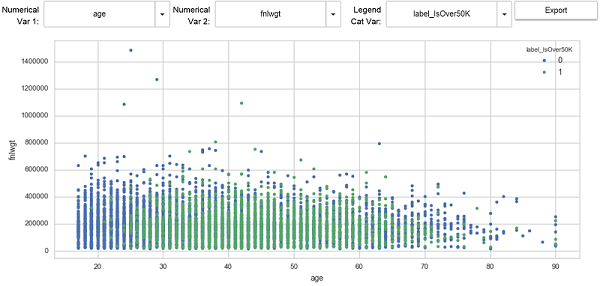 Numerical Var 1:
age
Numerical Var 2:
fnlwgt
Legend Cat Var:
label_IsOver50K
Export
label_IsOver50K
0
1
1400000
1200000
1000000
800000
600000
400000
200000
0
fnlwgt
20 30 40 50 60 70 80 90
age